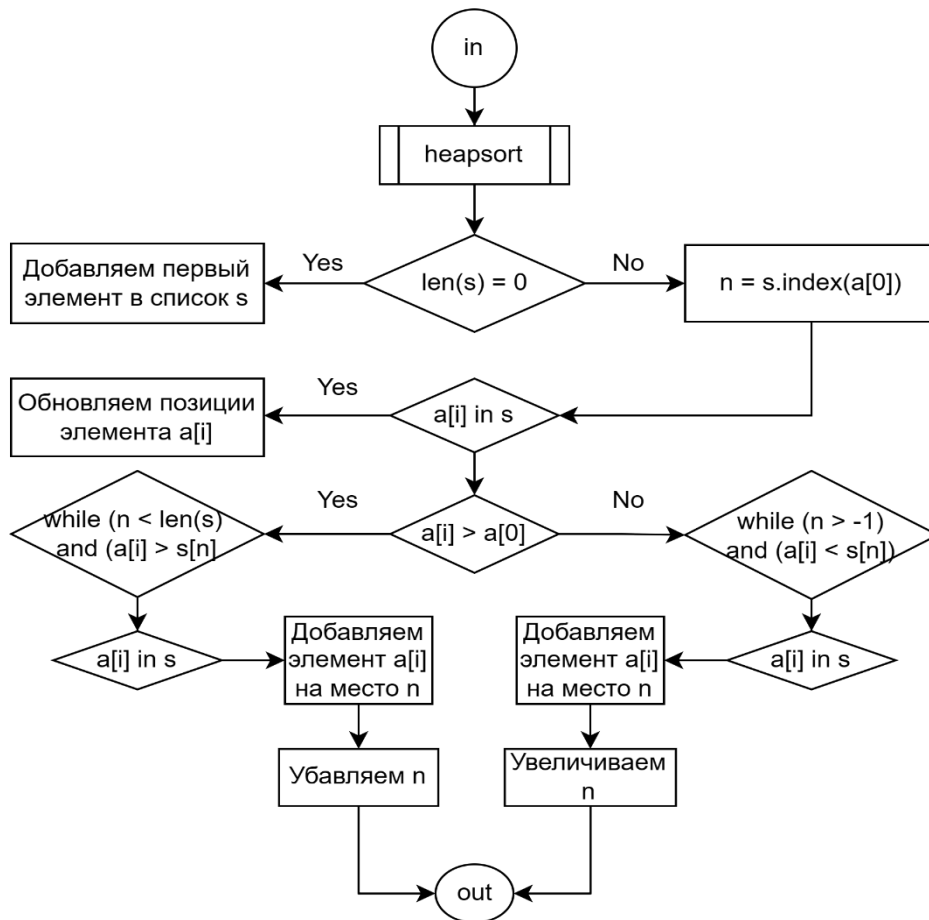 in
heapsort
Yes
No
Добавляем первый
элемент в список s
len(s) = 0
n = s.index(a[0])
Yes
Обновляем позиции
элемента a[i]
a[i] in s
Yes
No
while (n < len(s)
and (a[i] > s[n]
a[i] > a[0]
while (n > -1)
and (a[i] < s[n])
a[i] in s
Добавляем
элемент a[i]
на место n
Добавляем
элемент a[i]
на место n
a[i] in s
Убавляем n
Увеличиваем
n
out